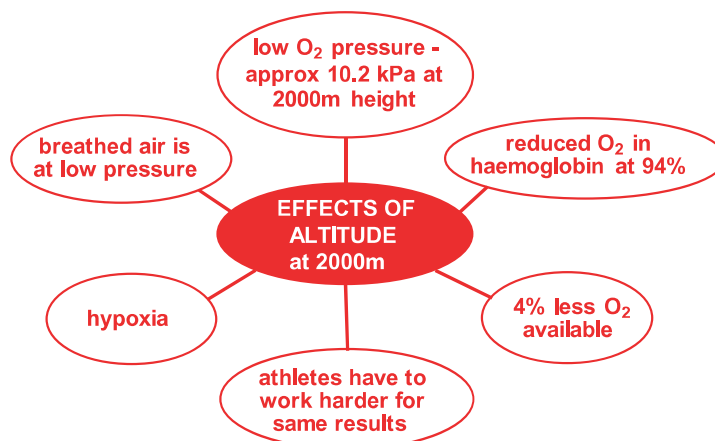 low O₂ pressure -
approx 10.2 kPa at
2000m height
breathed air is
at low pressure
reduced O₂ in
haemoglobin at 94%
EFFECTS OF
ALTITUDE
at 2000m
hypoxia
4% less O₂
available
athletes have to
work harder for
same results